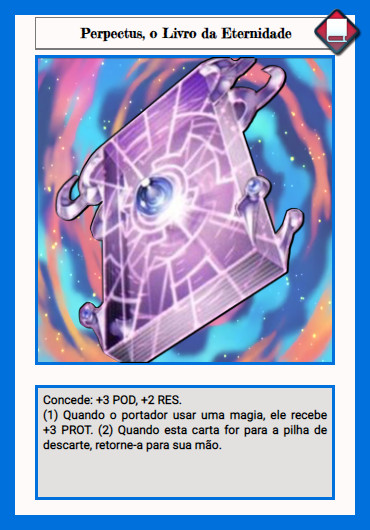 Perpectus, o Livro da Eternidade
Concede: +3 POD, +2 RES.
(1) Quando o portador usar uma magia, ele recebe
+3 PROT. (2) Quando esta carta for para a pilha de
descarte, retorne-a para sua mão.